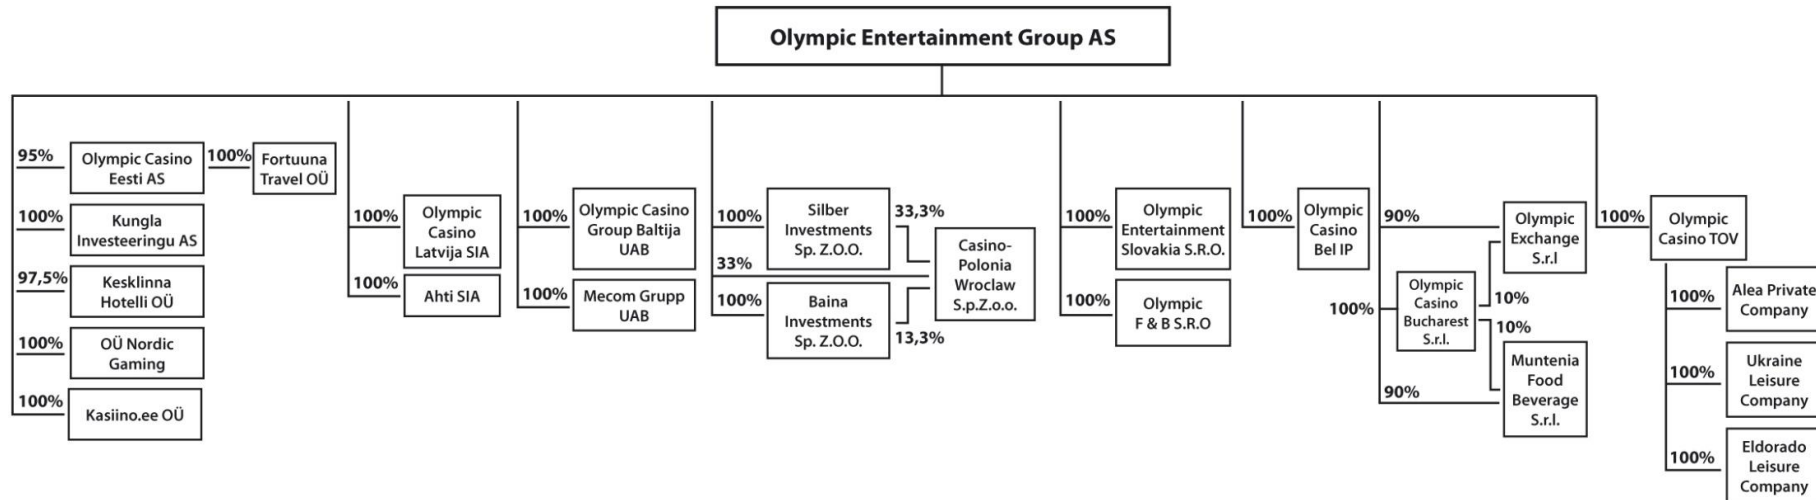 Olympic Entertainment Group AS
95%
Olympic Casino
Eesti AS
100%
Fortuuna
Travel OÜ
100%
Kungla
Investeeringu AS
97,5%
Kesklinna
Hotelli OÜ
100%
OÜ Nordic
Gaming
100%
Kasiino.ee OÜ
100%
Olympic
Casino
Latvija SIA
100%
Ahti SIA
100%
Olympic Casino
Group Baltija
UAB
100%
Mecom Grupp
UAB
100%
Silber
Investments
Sp. Z.O.O.
33,3%
33%
Casino-
Polonia
Wroclaw
S.p.Z.o.o.
100%
Baina
Investments
Sp. Z.O.O.
13,3%
100%
Olympic
Entertainment
Slovakia S.R.O.
100%
Olympic
F & B S.R.O
100%
Olympic
Casino
Bel IP
90%
Olympic
Exchange
S.r.l
100%
Olympic
Casino
Bucharest
S.r.l.
10%
10%
90%
Muntenia
Food
Beverage
S.r.l.
100%
Olympic
Casino TOV
100%
Alea Private
Company
100%
Ukraine
Leisure
Company
100%
Eldorado
Leisure
Company